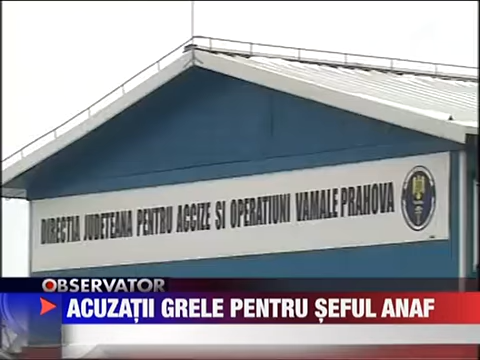 DIRECTIA JUDETEANA PENTRU ACCIZE SI OPERATIUNI VAMALE PRAHOVA
OBSERVATOR
ACUZAȚII GRELE PENTRU ȘEFUL ANAF